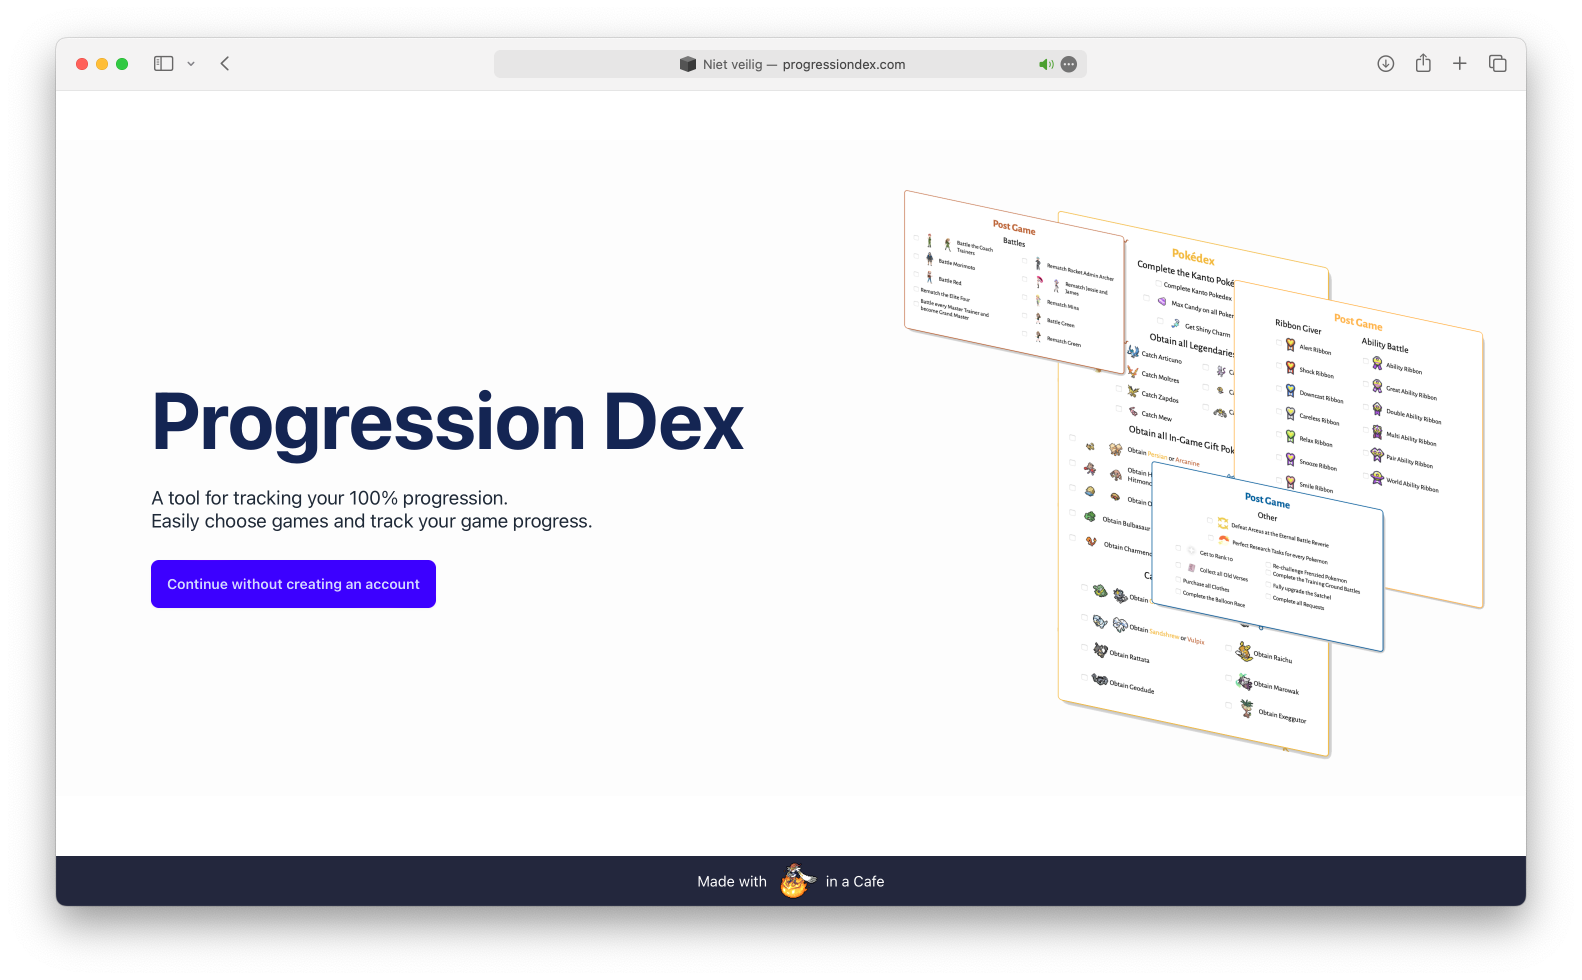 Niet veilig — progressiondex.com
Progression Dex
A tool for tracking your 100% progression.
Easily choose games and track your game progress.
Continue without creating an account
Post Game
Battles
Battle the Coach
Trainers
Battle Morimoto
Battle Red
Rematch the Elite Four
Battle every Master Trainer and
become Grand Master
Rematch Rocket Admin Archer
Rematch Jessie and
James
Rematch Mina
Battle Green
Rematch Green
Pokédex
Complete the Kanto Poké
Complete Kanto Pokedex
Max Candy on all Poker
Get Shiny Charm
Obtain all Legendaries
Catch Articuno
Catch Moltres
Catch Zapdos
Catch Mew
Obtain all In-Game Gift Pok
Obtain Persian or Arcanine
Obtain H
Hitmonc
Obtain O
Obtain Bulbasaur
Obtain Charmend
Ca
Obtain
Obtain Sandshrew or Vulpix
Obtain Rattata
Obtain Geodude
Obtain Raichu
Obtain Marowak
Obtain Exeggutor
Post Game
Ribbon Giver
Alert Ribbon
Shock Ribbon
Downcast Ribbon
Careless Ribbon
Relax Ribbon
Snooze Ribbon
Smile Ribbon
Ability Battle
Ability Ribbon
Great Ability Ribbon
Double Ability Ribbon
Multi Ability Ribbon
Pair Ability Ribbon
World Ability Ribbon
Post Game
Other
Defeat Arceus at the Eternal Battle Reverie
Perfect Research Tasks for every Pokemon
Get to Rank 10
Collect all Old Verses
Purchase all Clothes
Complete the Balloon Race
Re-challenge Frenzied Pokemon
Complete the Training Ground Battles
Fully upgrade the Satchel
Complete all Requests
Made with in a Cafe